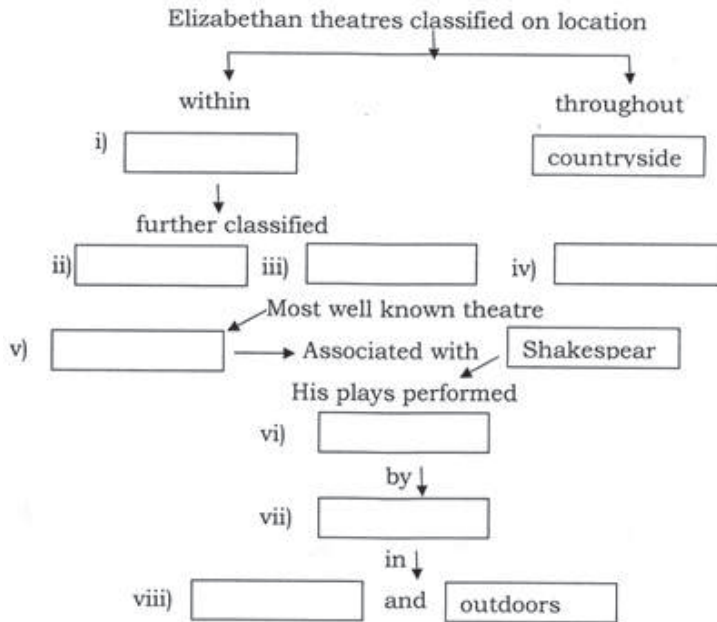 Elizabethan theatres classified on location
within throughout
i) countryside
further classified
ii) iii) iv)
Most well known theatre
v) Associated with Shakespear
His plays performed
vi)
by
vii)
in
viii) and outdoors